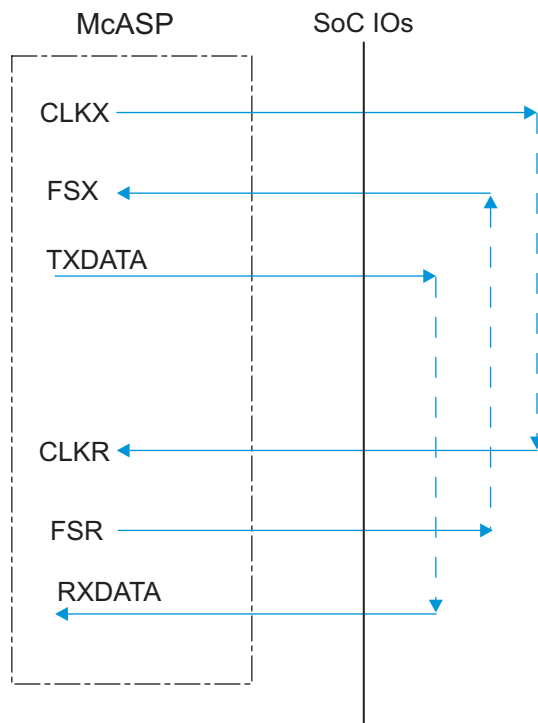 McASP
SoC IOs
CLKX
FSX
TXDATA
CLKR
FSR
RXDATA